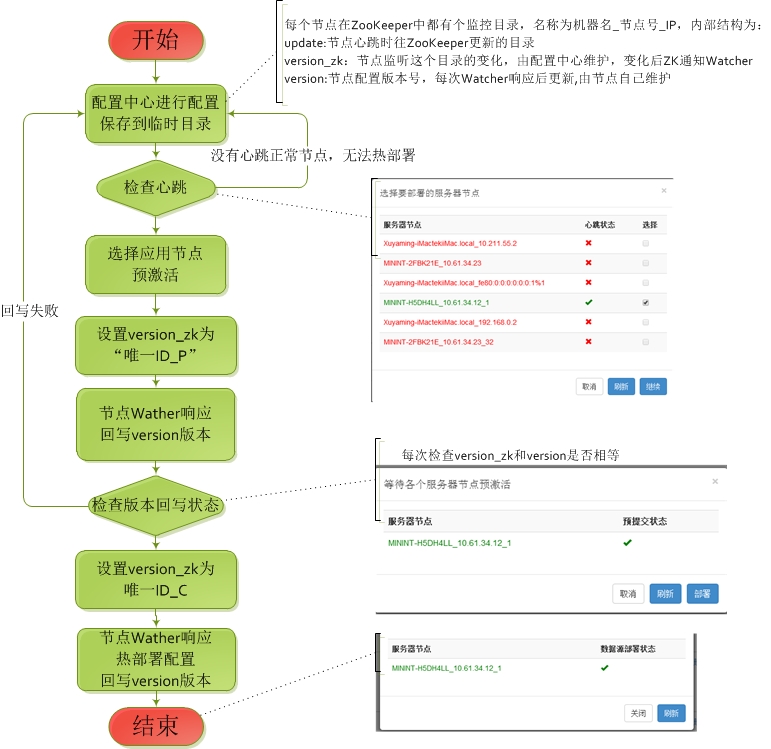 开始
每个节点在ZooKeeper中都有个监控目录，名称为机器名_节点号_IP，内部结构为：
update:节点心跳时往ZooKeeper更新的目录
version_zk：节点监听这个目录的变化，由配置中心维护，变化后ZK通知Watcher
version:节点配置版本号，每次Watcher响应后更新,由节点自己维护
配置中心进行配置
保存到临时目录
没有心跳正常节点，无法热部署
检查心跳
选择要部署的服务器节点 ×
服务器节点 心跳状态 选择
Xuyaming-iMactekiiMac.local_10.211.55.2
MININT-2FBK21E_10.61.34.23
Xuyaming-iMactekiiMac.local_fe80:0:0:0:0:0:0:1%1
MININT-H5DH4LL_10.61.34.12_1
Xuyaming-iMactekiiMac.local_192.168.0.2
MININT-2FBK21E_10.61.34.23_32
取消 刷新 继续
选择应用节点
预激活
回写失败
设置version_zk为
“唯一ID_P”
节点Wather响应
回写version版本
每次检查version_zk和version是否相等
等待各个服务器节点预激活 ×
服务器节点 预提交状态
MININT-H5DH4LL_10.61.34.12_1
取消 刷新 部署
检查版本回写状态
设置version_zk为
唯一ID_C
节点Wather响应
热部署配置
回写version版本
服务器节点 数据源部署状态
MININT-H5DH4LL_10.61.34.12_1
关闭 刷新
结束